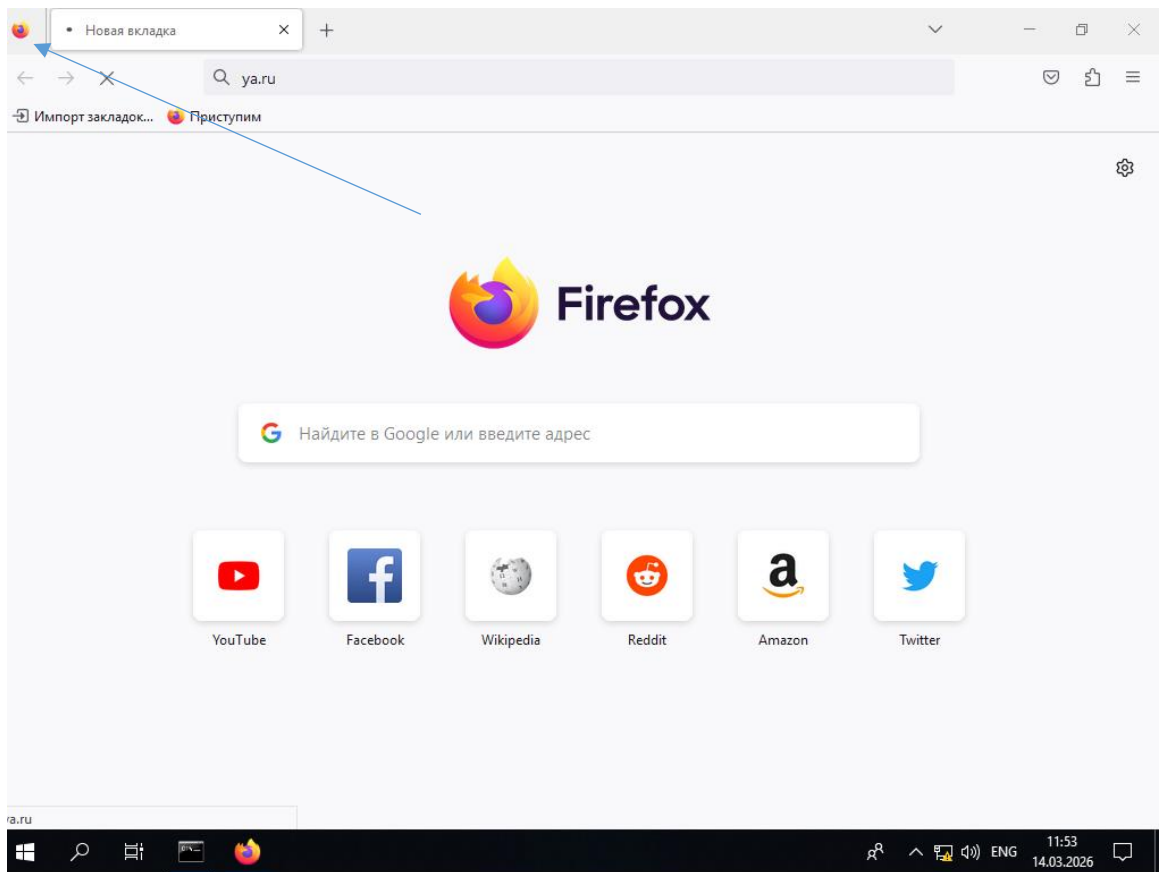 Новая вкладка
ya.ru
Импорт закладок... Приступим
Firefox
Найдите в Google или введите адрес
YouTube Facebook Wikipedia Reddit Amazon Twitter
ya.ru
ENG 11:53
14.03.2026